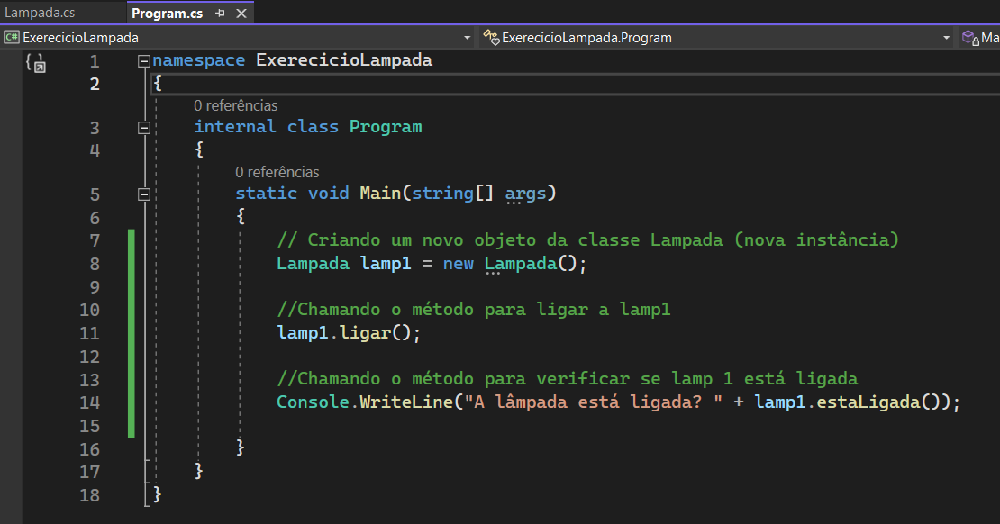 Lampada.cs
Program.cs
C# ExerecicioLampada
ExerecicioLampada.Program
Ma
1 namespace ExerecicioLampada
2 {
0 referências
3 internal class Program
4 {
0 referências
5 static void Main(string[] args)
6 {
7 // Criando um novo objeto da classe Lampada (nova instância)
8 Lampada lamp1 = new Lampada();
9
10 //Chamando o método para ligar a lamp1
11 lamp1.ligar();
12
13 //Chamando o método para verificar se lamp 1 está ligada
14 Console.WriteLine("A lâmpada está ligada? " + lamp1.estaLigada());
15
16 }
17 }
18 }